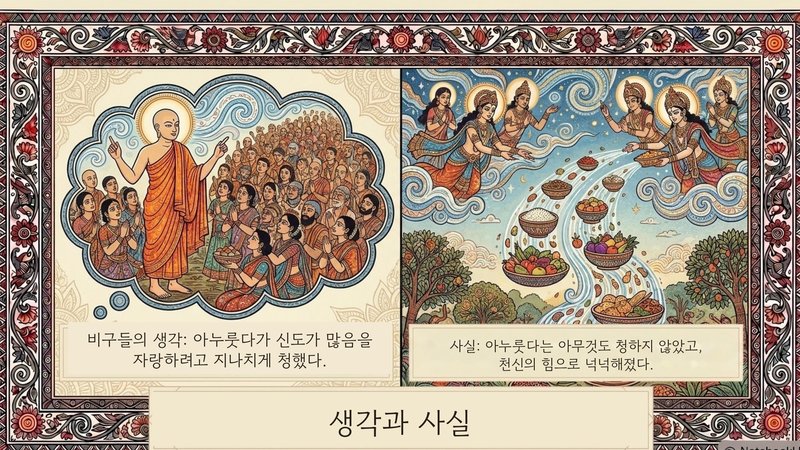 비구들의 생각: 아누룻다가 신도가 많음을
자랑하려고 지나치게 청했다.
사실: 아누룻다는 아무것도 청하지 않았고,
천신의 힘으로 넉넉해졌다.
생각과 사실